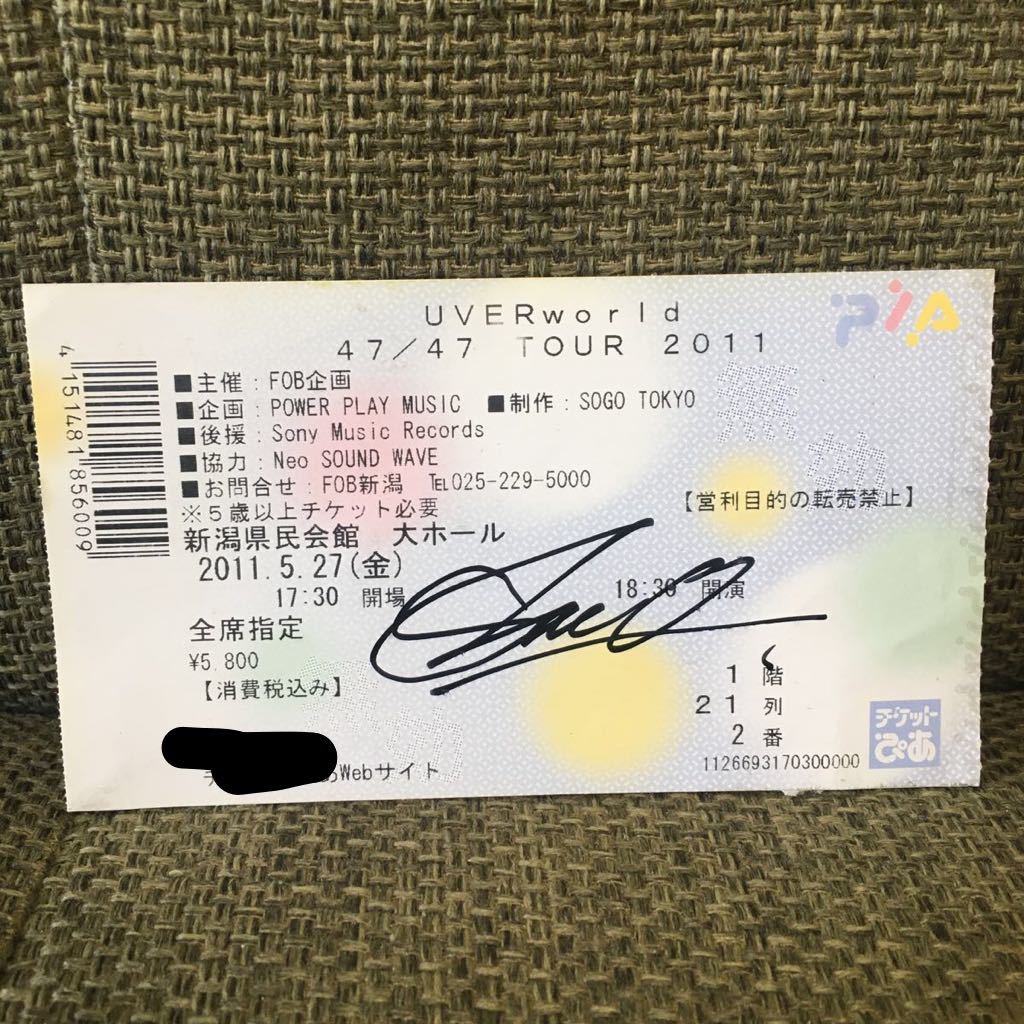 UVERworld
47/47 TOUR 2011
PIA
■主催：FOB企画
■企画：POWER PLAY MUSIC ■制作：SOGO TOKYO
■後援：Sony Music Records
■協力：Neo SOUND WAVE
■お問合せ：FOB新潟 ℡025-229-5000
※５歳以上チケット必要
【営利目的の転売禁止】
新潟県民会館 大ホール
2011.5.27(金)
17:30 開場 18:30 開演
全席指定
¥5,800
【消費税込み】
1 階
21 列
2 番
Webサイト
1126693170300000
チケットぴあ
4151481856009